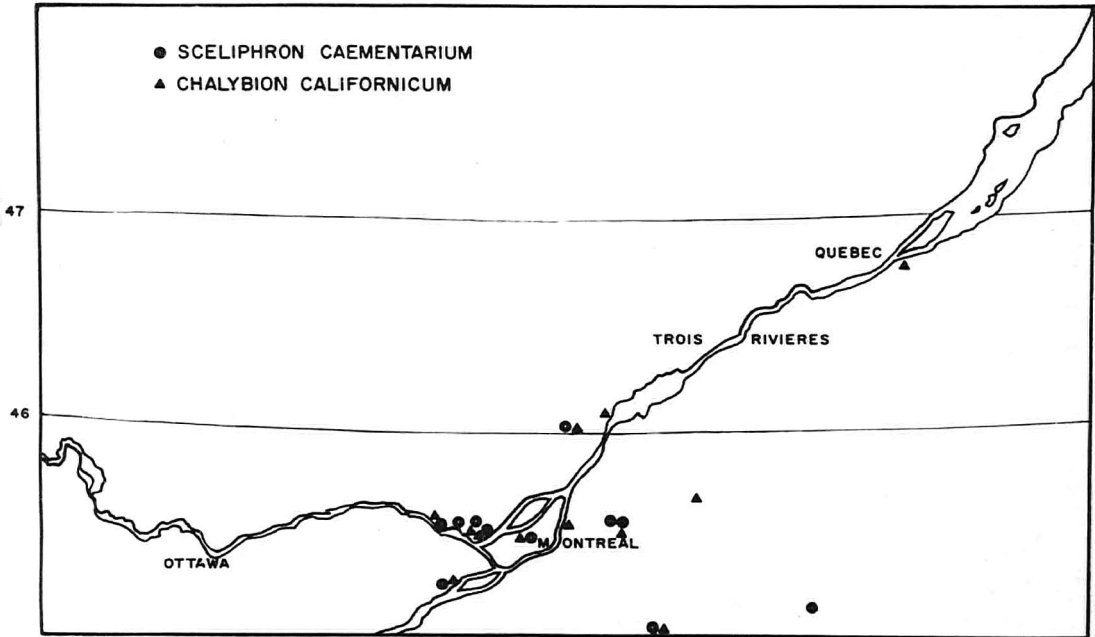 SCELIPHRON CAEMENTARIUM
CHALYBION CALIFORNICUM
47
QUEBEC
TROIS RIVIERES
46
MONTREAL
OTTAWA